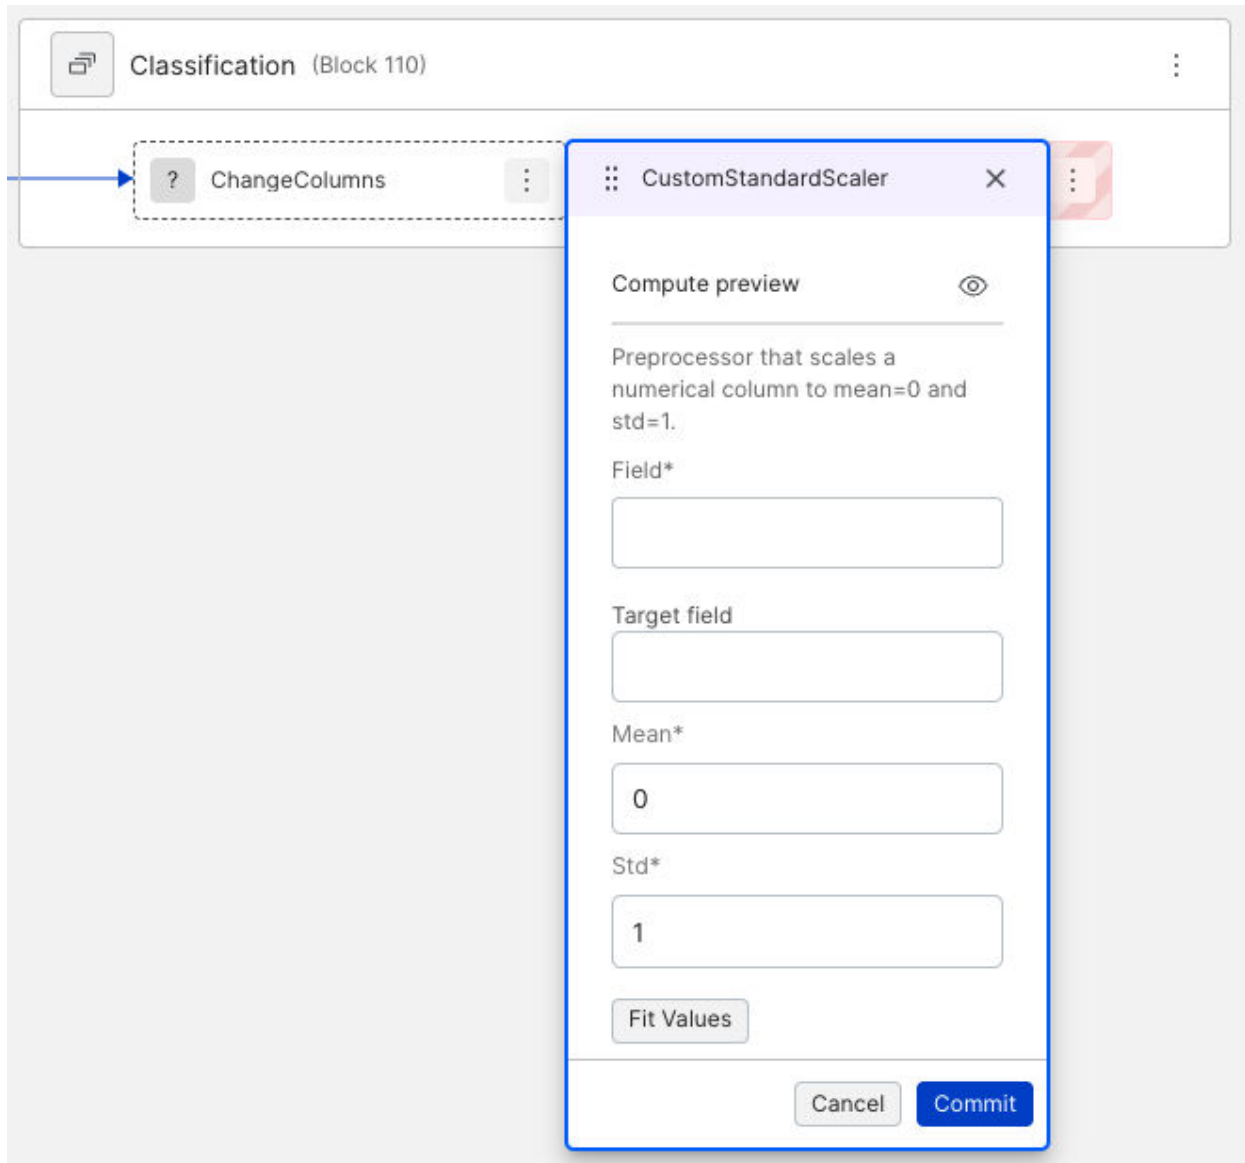 Classification (Block 110)
? ChangeColumns
CustomStandardScaler
Compute preview
Preprocessor that scales a
numerical column to mean=0 and
std=1.
Field*
Target field
Mean*
0
Std*
1
Fit Values
Cancel Commit